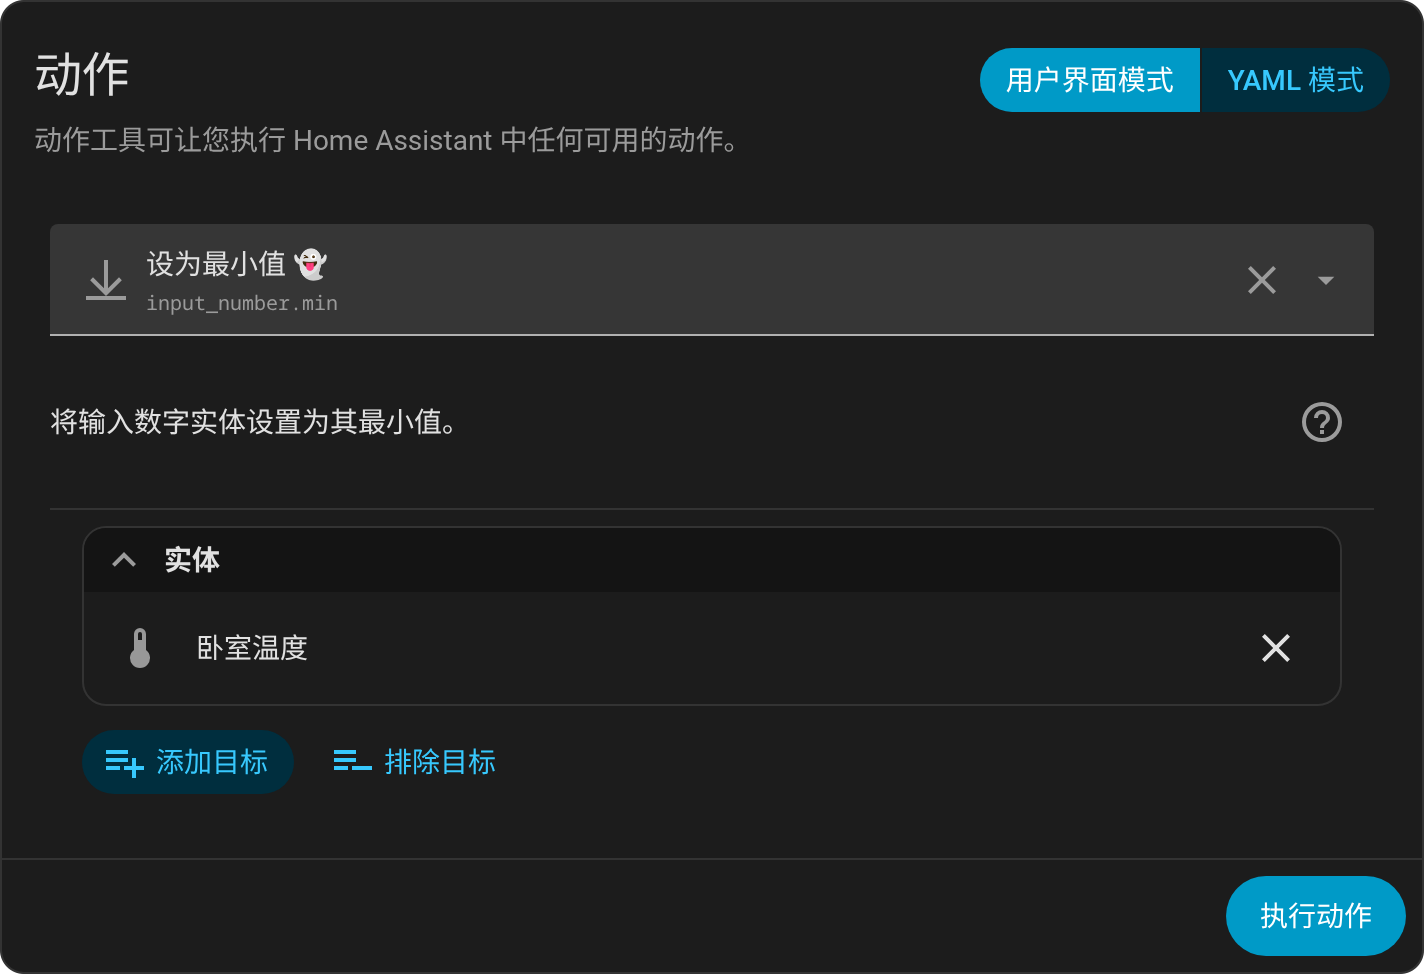 动作
用户界面模式
YAML 模式
动作工具可让您执行 Home Assistant 中任何可用的动作。
设为最小值 👻
input_number.min
将输入数字实体设置为其最小值。
实体
卧室温度
添加目标
排除目标
执行动作